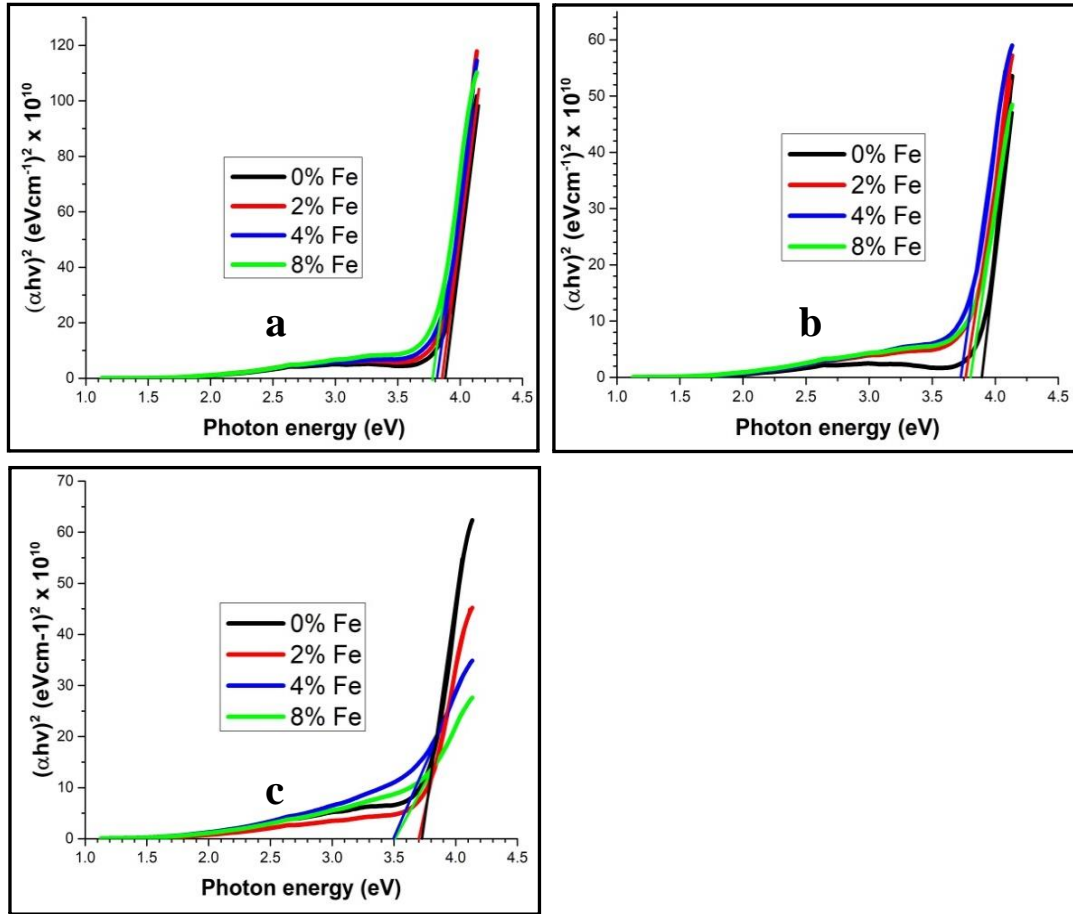 120
100
80
60
40
20
0
(αhν)² (eVcm⁻¹)² x 10¹⁰
0% Fe
2% Fe
4% Fe
8% Fe
a
1.0 1.5 2.0 2.5 3.0 3.5 4.0 4.5
Photon energy (eV)
60
50
40
30
20
10
0
(αhν)² (eVcm⁻¹)² x 10¹⁰
0% Fe
2% Fe
4% Fe
8% Fe
b
1.0 1.5 2.0 2.5 3.0 3.5 4.0 4.5
Photon energy (eV)
70
60
50
40
30
20
10
0
(αhν)² (eVcm-1)² x 10¹⁰
0% Fe
2% Fe
4% Fe
8% Fe
c
1.0 1.5 2.0 2.5 3.0 3.5 4.0 4.5
Photon energy (eV)